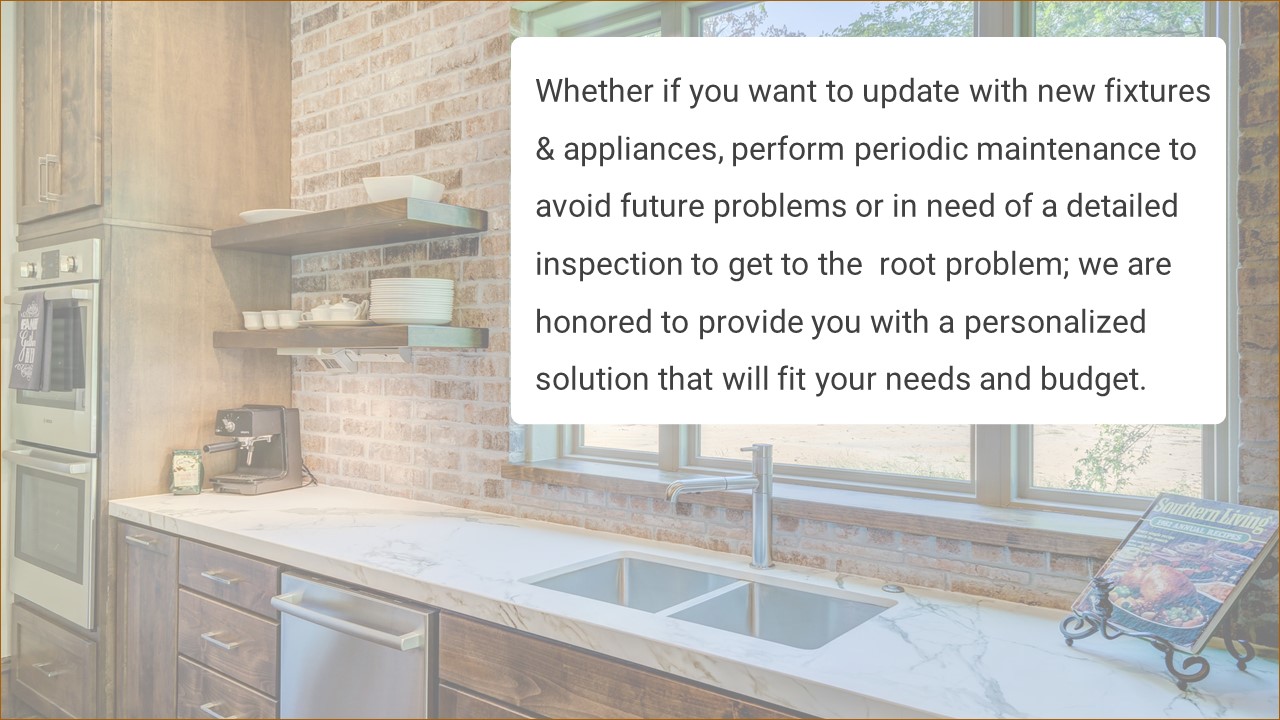 Whether if you want to update with new fixtures
& appliances, perform periodic maintenance to
avoid future problems or in need of a detailed
inspection to get to the  root problem; we are
honored to provide you with a personalized
solution that will fit your needs and budget.
Southern Living
ANNUAL RECIPES